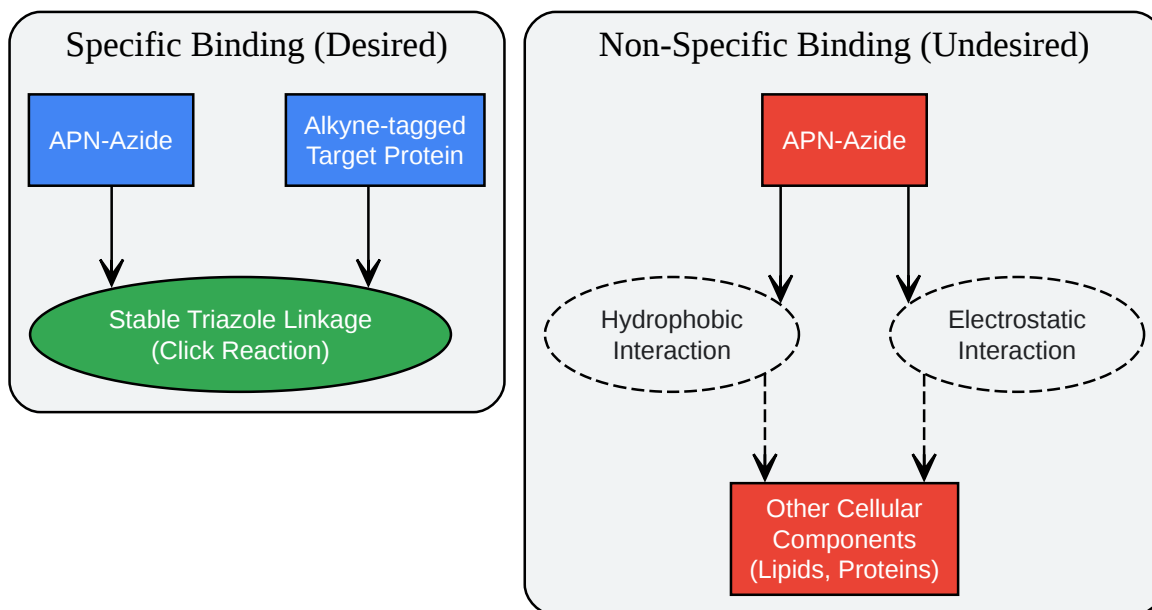 Specific Binding (Desired)
APN-Azide
Alkyne-tagged
Target Protein
Stable Triazole Linkage
(Click Reaction)
Non-Specific Binding (Undesired)
APN-Azide
Hydrophobic
Interaction
Electrostatic
Interaction
Other Cellular
Components
(Lipids, Proteins)